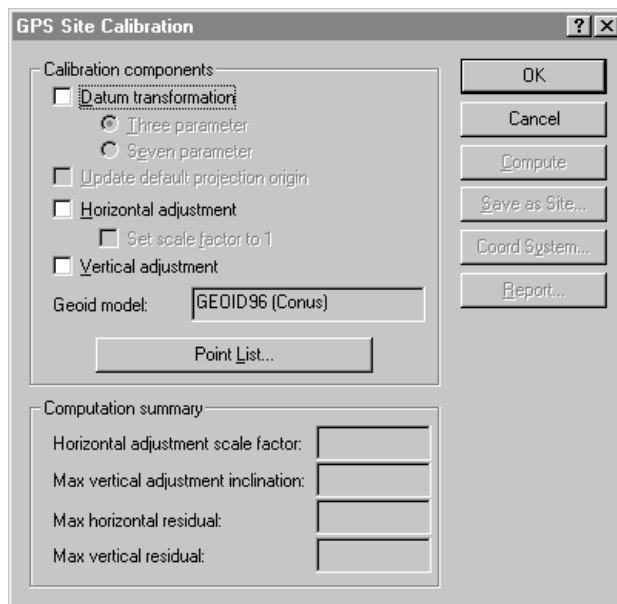 GPS Site Calibration
Calibration components
Datum transformation
Three parameter
Seven parameter
Update default projection origin
Horizontal adjustment
Set scale factor to 1
Vertical adjustment
Geoid model: GEOID96 (Conus)
Point List...
OK
Cancel
Compute
Save as Site...
Coord System...
Report...
Computation summary
Horizontal adjustment scale factor:
Max vertical adjustment inclination:
Max horizontal residual:
Max vertical residual: